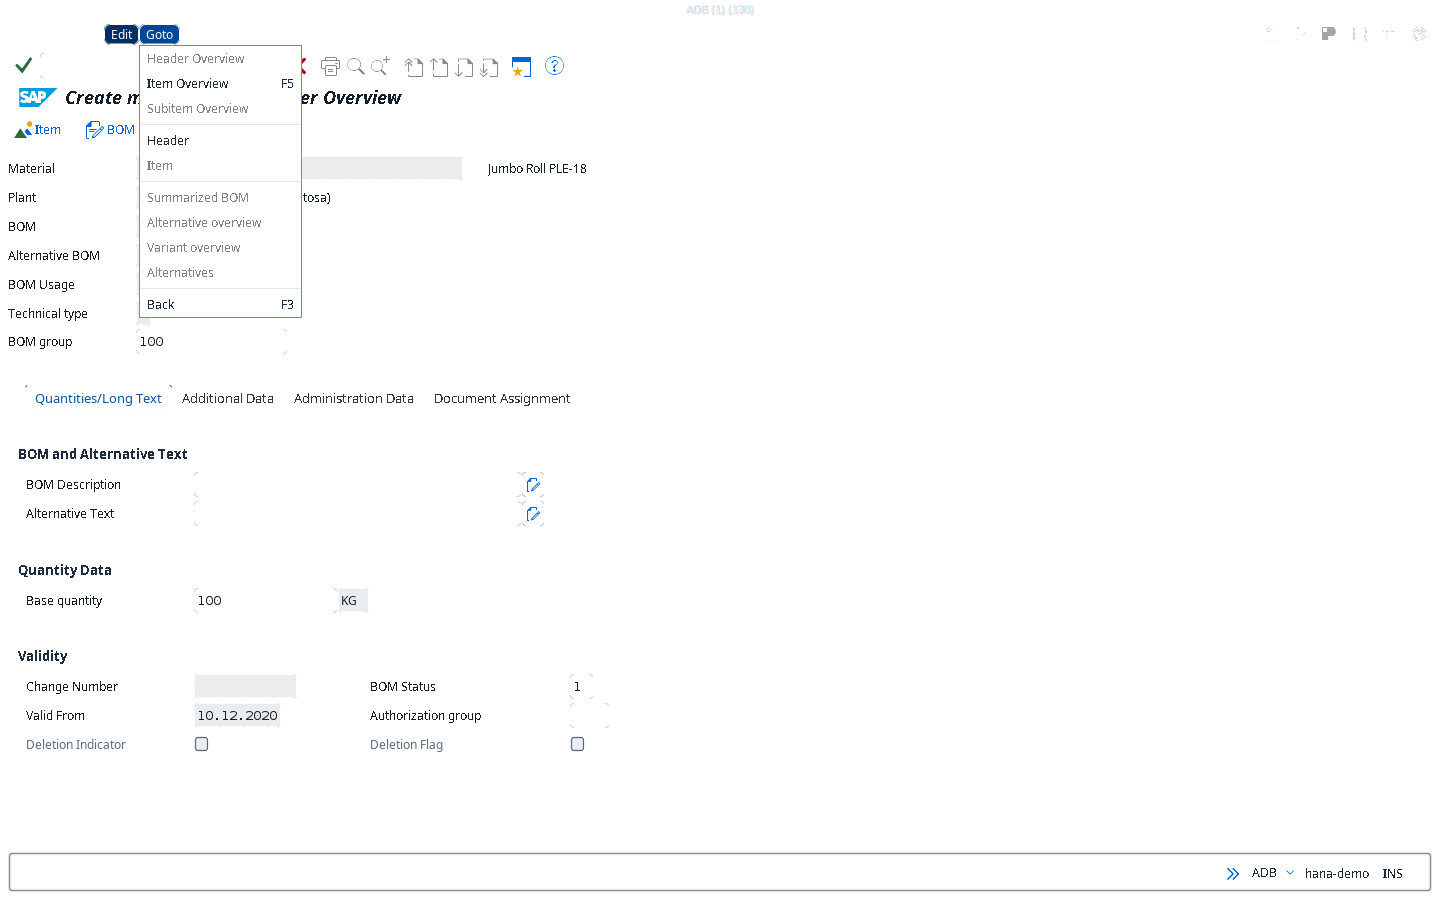 ADB (1) (130)
Edit Goto
Header Overview
Item Overview F5
Subitem Overview
Header
Item
Summarized BOM
Alternative overview
Variant overview
Alternatives
Back F3
SAP Create m er Overview
Item BOM
Material Jumbo Roll PLE-18
Plant tosa)
BOM
Alternative BOM
BOM Usage
Technical type
BOM group 100
Quantities/Long Text Additional Data Administration Data Document Assignment
BOM and Alternative Text
BOM Description
Alternative Text
Quantity Data
Base quantity 100 KG
Validity
Change Number BOM Status 1
Valid From 10.12.2020 Authorization group
Deletion Indicator Deletion Flag
ADB hana-demo INS